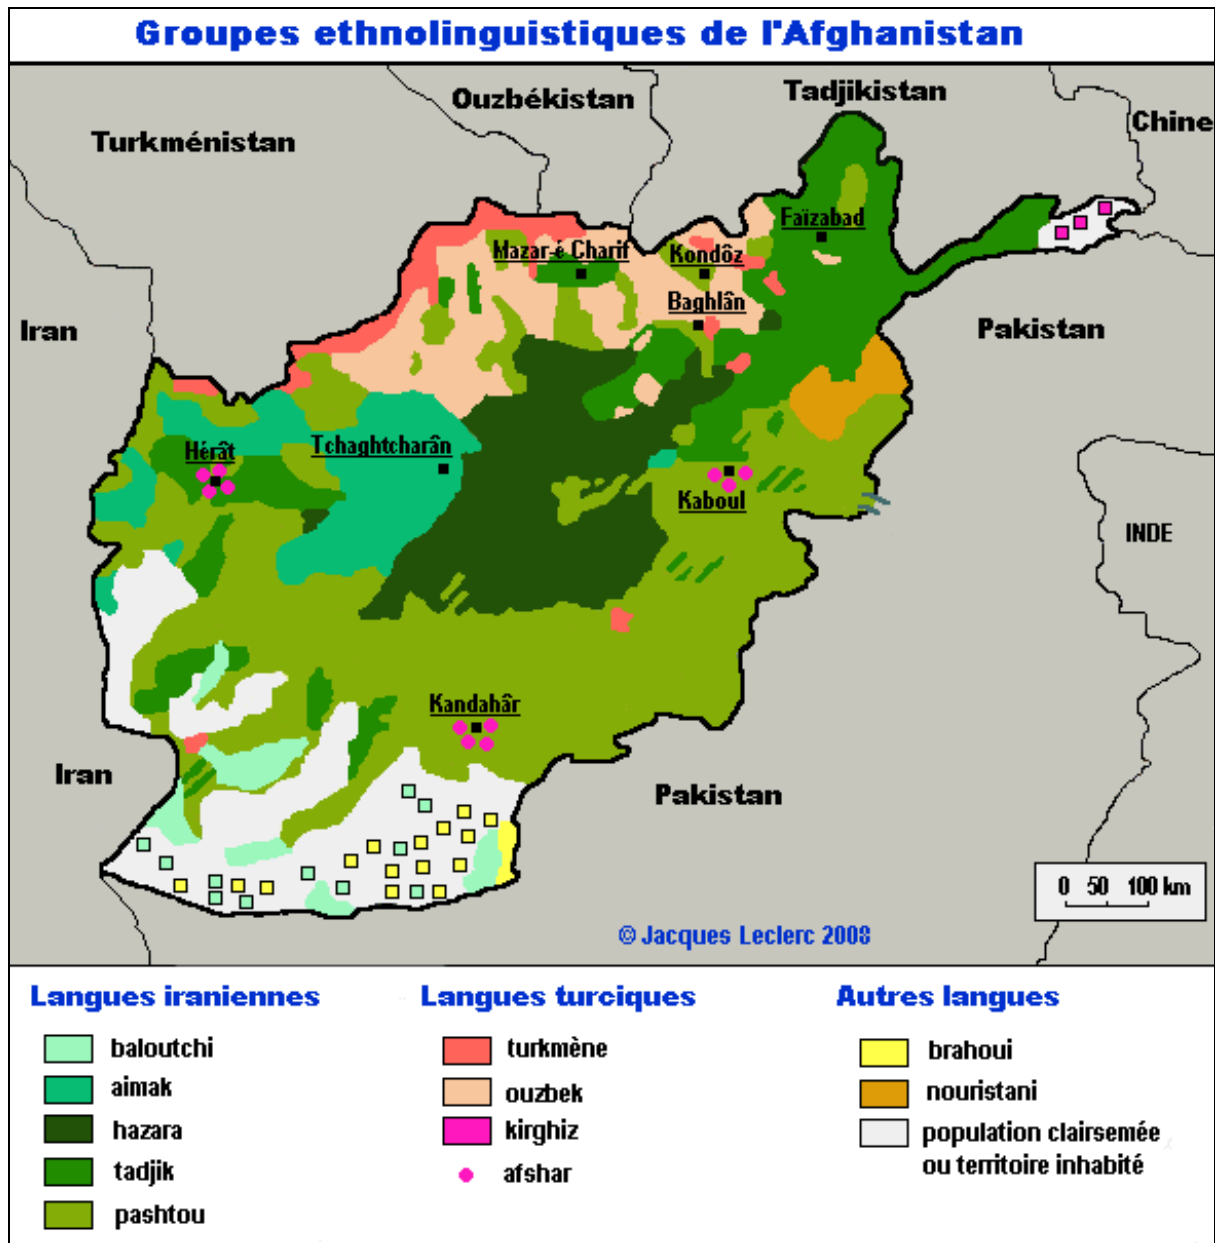 Groupes ethnolinguistiques de l'Afghanistan
Ouzbékistan
Tadjikistan
Chine
Turkménistan
Faïzabad
Mazar-é Charif
Kondôz
Baghlân
Iran
Pakistan
Hérât
Tchaghtcharân
Kaboul
INDE
Kandahâr
Iran
Pakistan
0 50 100 km
© Jacques Leclerc 2008
Langues iraniennes
baloutchi
aimak
hazara
tadjik
pashtou
Langues turciques
turkmène
ouzbek
kirghiz
afshar
Autres langues
brahoui
nouristani
population clairsemée
ou territoire inhabité